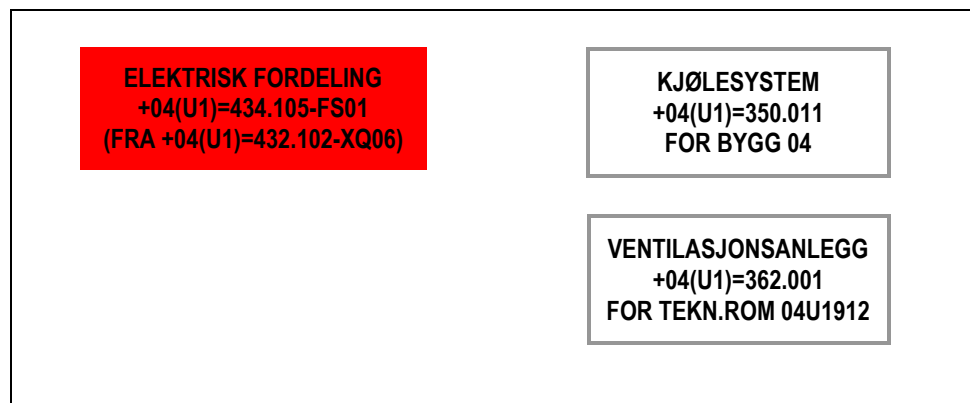 ELEKTRISK FORDELING
+04(U1)=434.105-FS01
(FRA +04(U1)=432.102-XQ06)
KJØLESYSTEM
+04(U1)=350.011
FOR BYGG 04
VENTILASJONSANLEGG
+04(U1)=362.001
FOR TEKN.ROM 04U1912